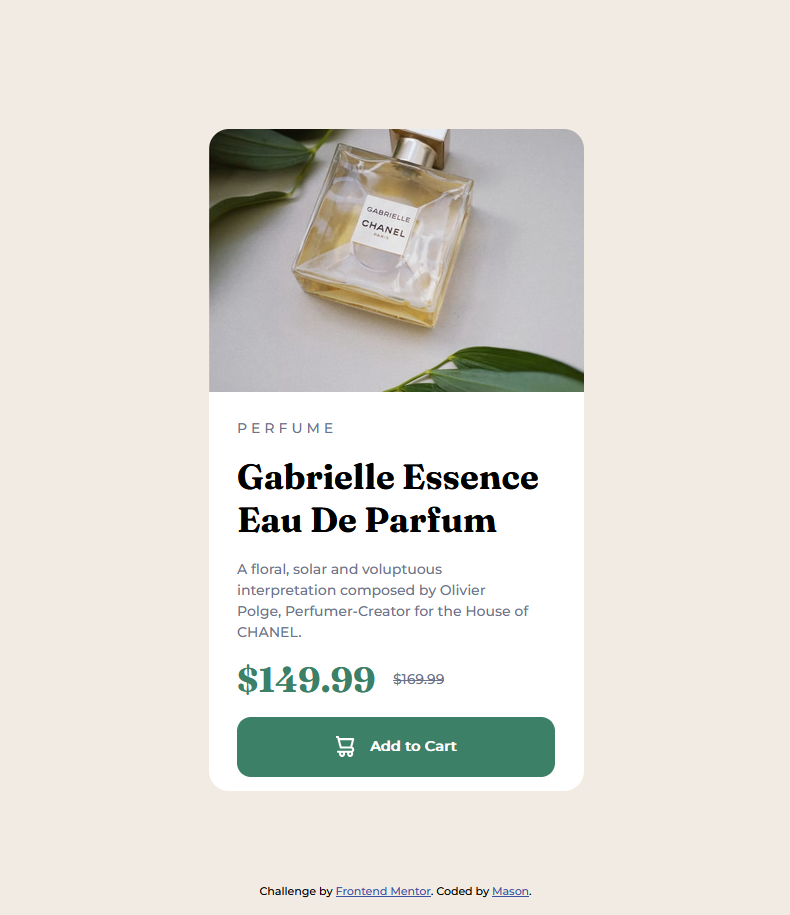 GABRIELLE
CHANEL
PARIS
PERFUME
Gabrielle Essence
Eau De Parfum
A floral, solar and voluptuous
interpretation composed by Olivier
Polge, Perfumer-Creator for the House of
CHANEL.
$149.99 $169.99
Add to Cart
Challenge by Frontend Mentor. Coded by Mason.